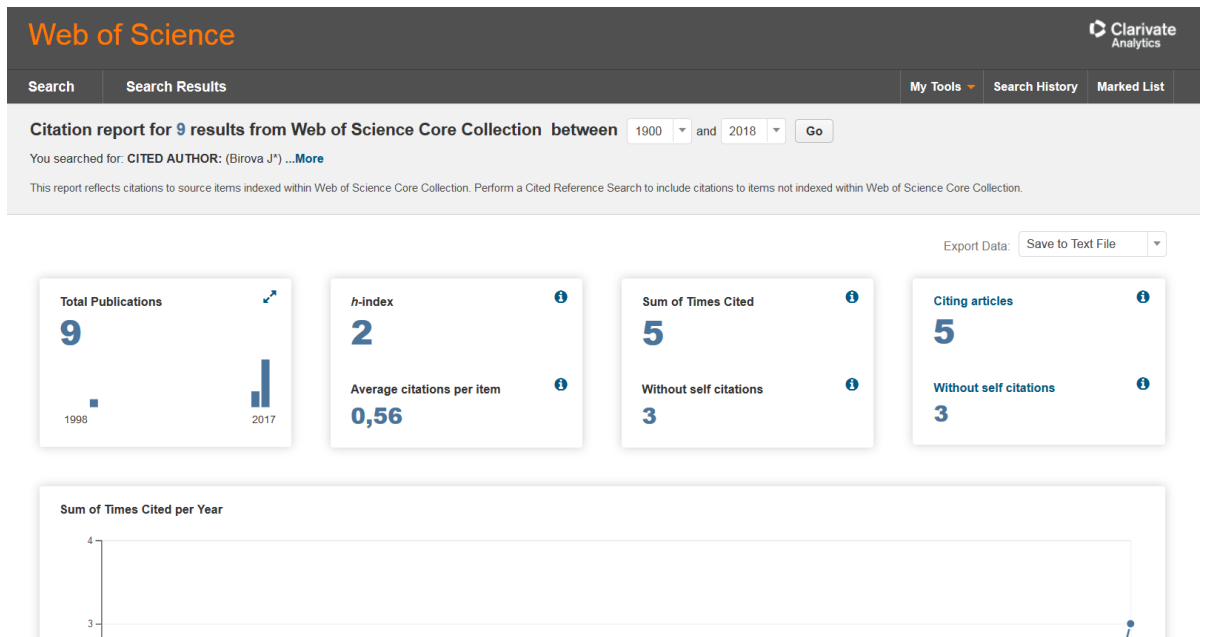 Web of Science
Clarivate
Analytics
Search Search Results My Tools Search History Marked List
Citation report for 9 results from Web of Science Core Collection between 1900 and 2018 Go
You searched for: CITED AUTHOR: (Birova J*) ...More
This report reflects citations to source items indexed within Web of Science Core Collection. Perform a Cited Reference Search to include citations to items not indexed within Web of Science Core Collection.
Export Data: Save to Text File
Total Publications
9
1998 2017
h-index
2
Average citations per item
0,56
Sum of Times Cited
5
Without self citations
3
Citing articles
5
Without self citations
3
Sum of Times Cited per Year
4
3